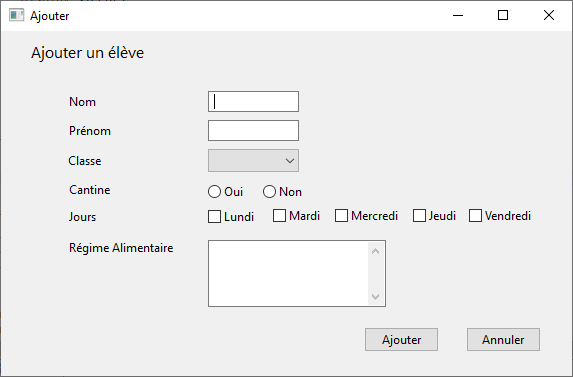 Ajouter
Ajouter un élève
Nom
Prénom
Classe
Cantine Oui Non
Jours Lundi Mardi Mercredi Jeudi Vendredi
Régime Alimentaire
Ajouter Annuler